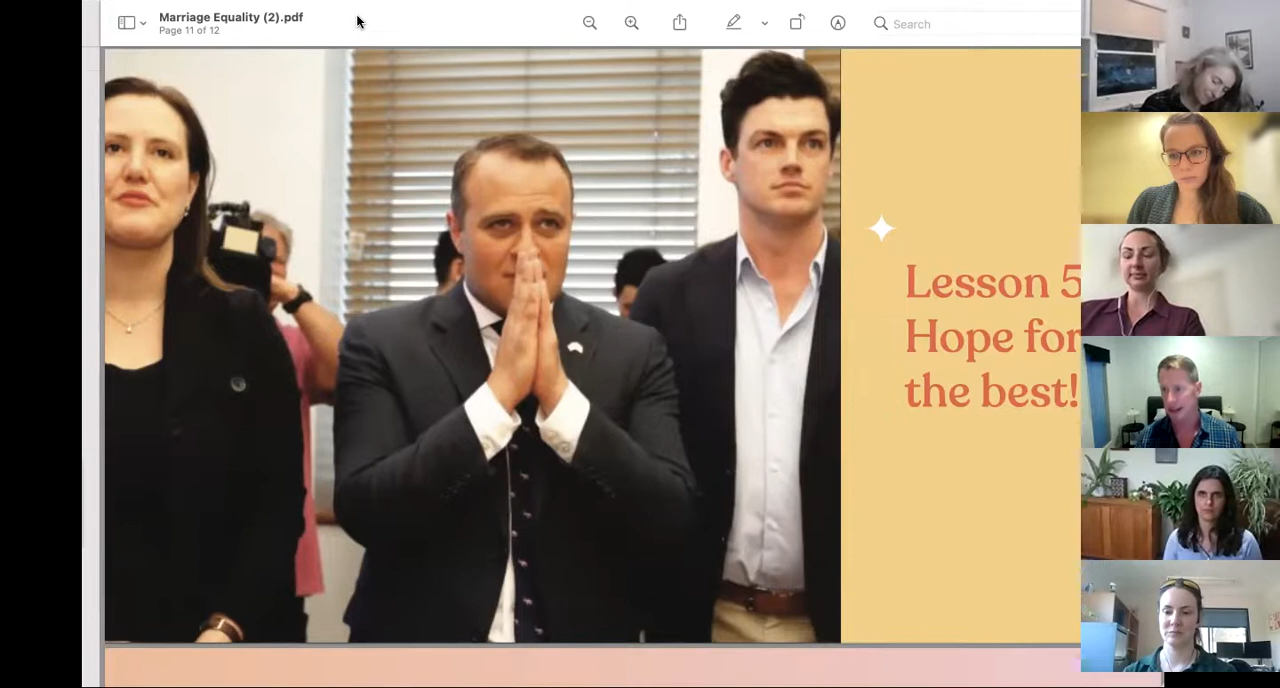 Marriage Equality (2).pdf
Page 11 of 12
Search
Lesson 5
Hope for
the best!